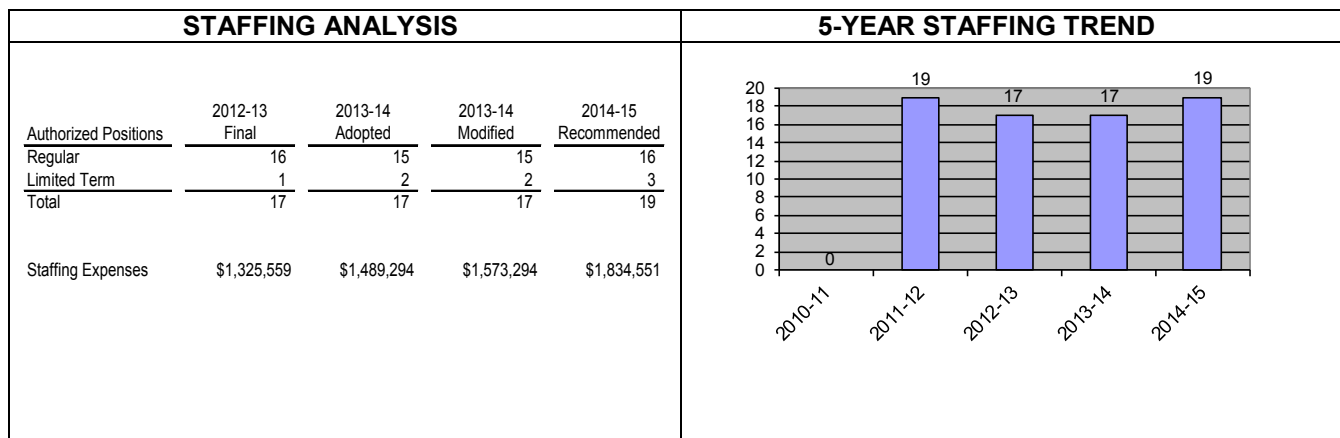 STAFFING ANALYSIS
5-YEAR STAFFING TREND
2012-13 2013-14 2013-14 2014-15
Authorized Positions Final Adopted Modified Recommended
Regular 16 15 15 16
Limited Term 1 2 2 3
Total 17 17 17 19
Staffing Expenses $1,325,559 $1,489,294 $1,573,294 $1,834,551
20
18
16
14
12
10
8
6
4
2
0
0
19
17
17
19
2010-11
2011-12
2012-13
2013-14
2014-15